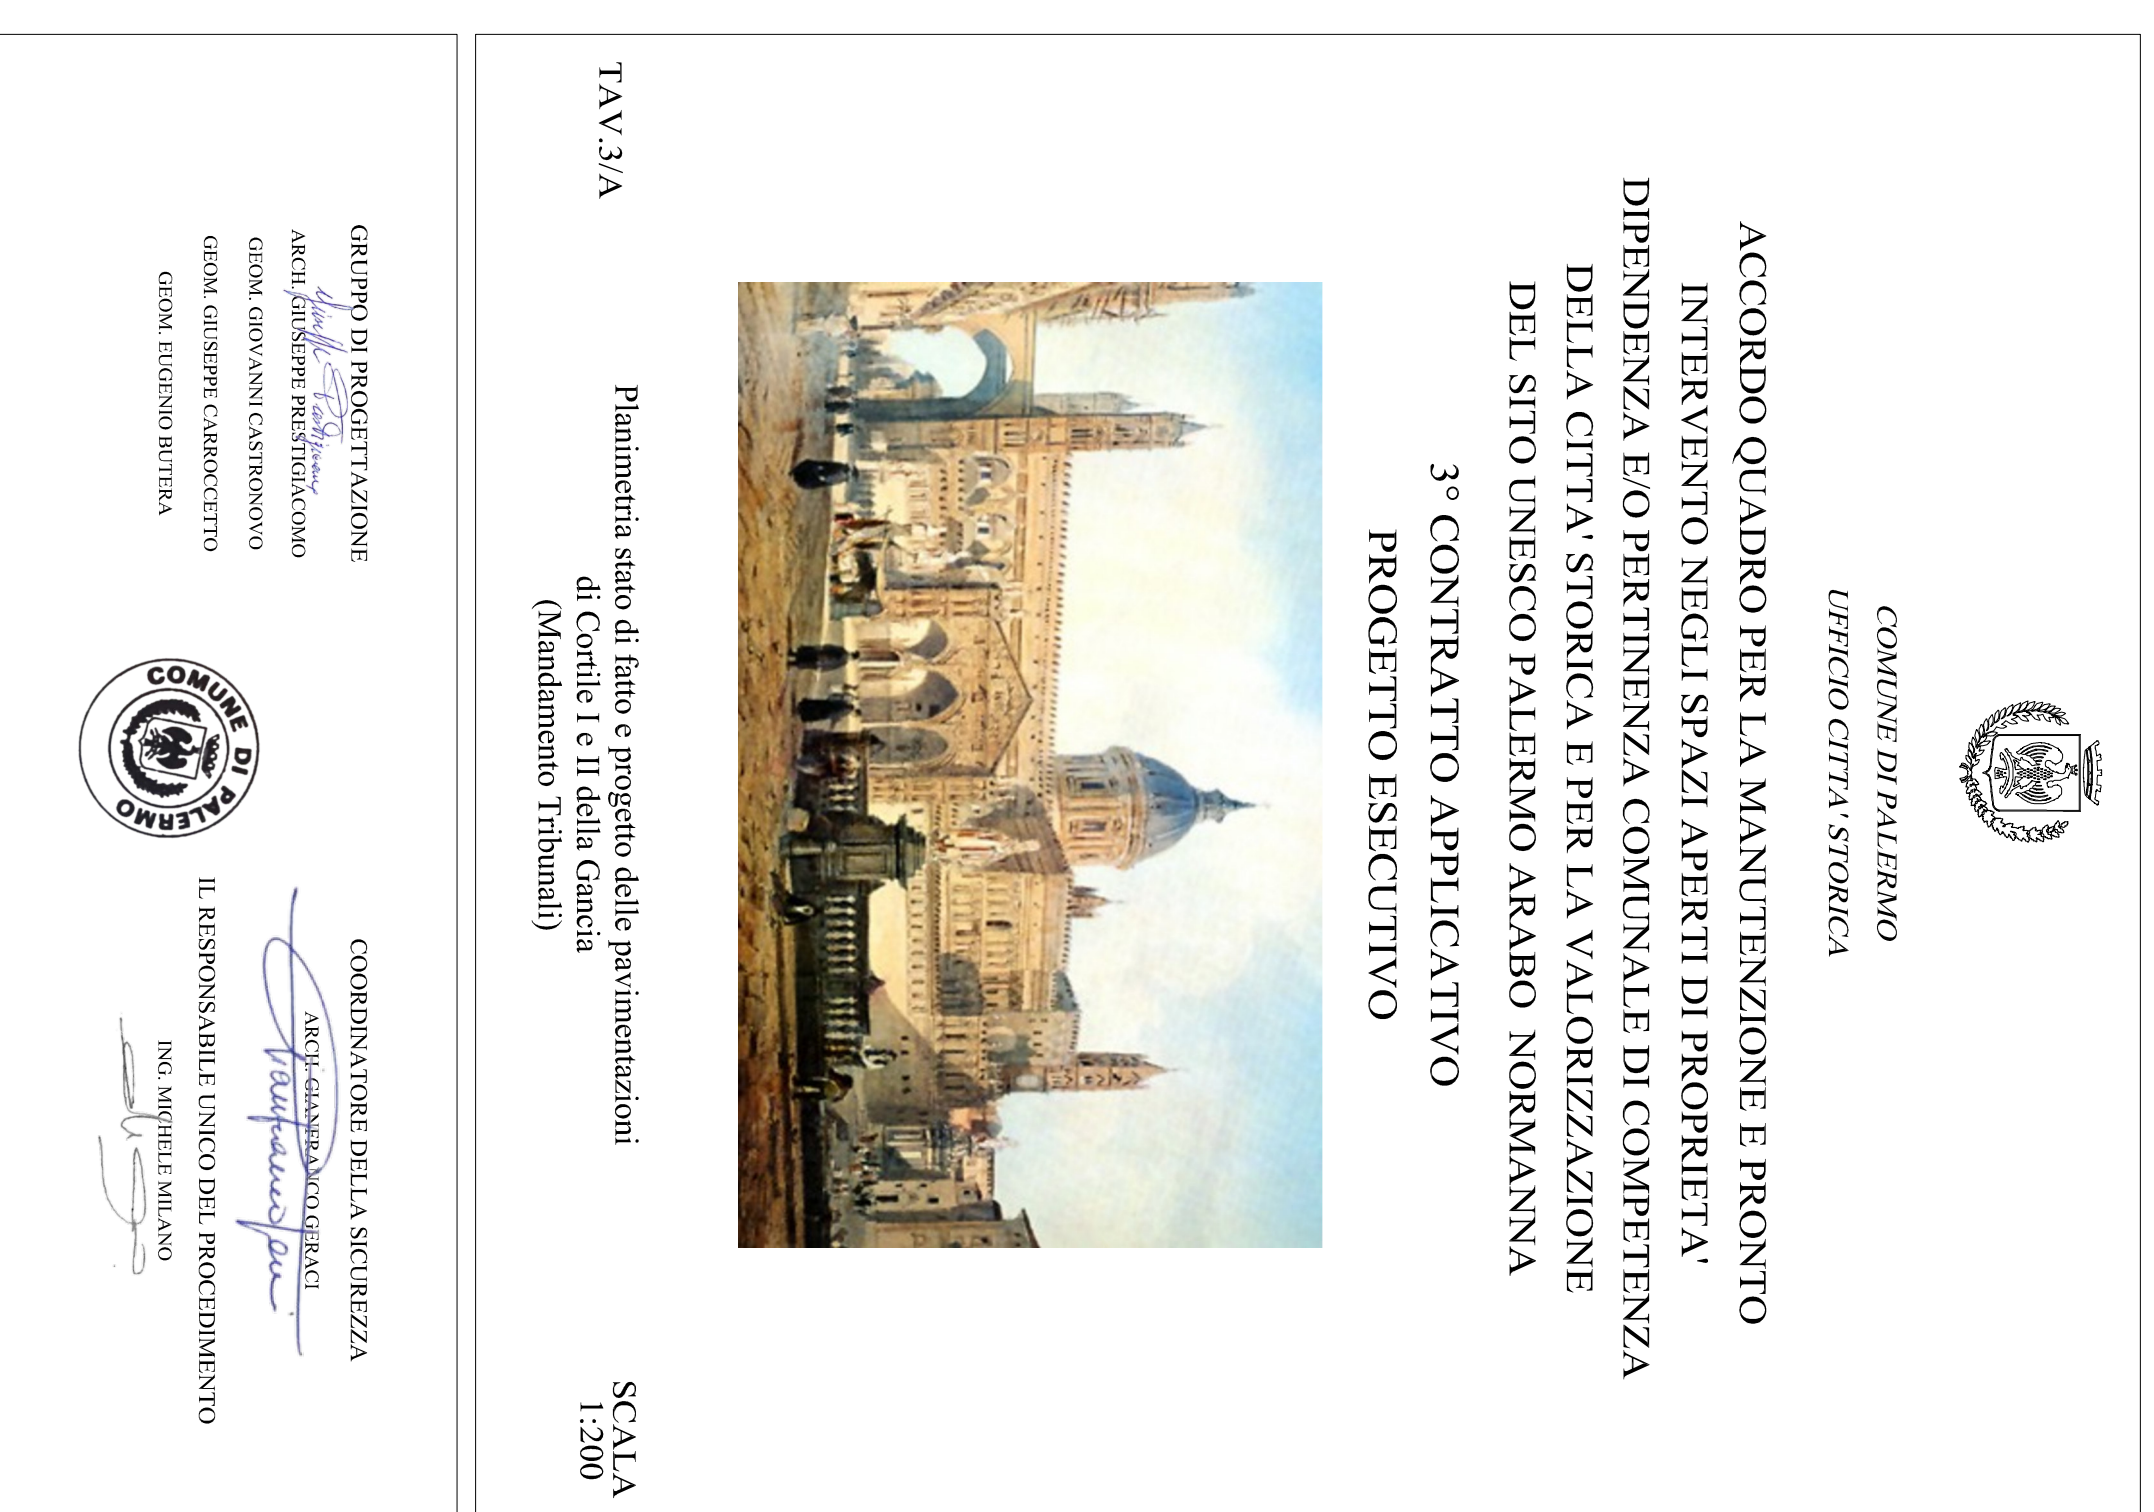 COMUNE DI PALERMO
UFFICIO CITTA' STORICA
ACCORDO QUADRO PER LA MANUTENZIONE E PRONTO
INTERVENTO NEGLI SPAZI APERTI DI PROPRIETA'
DIPENDENZA E/O PERTINENZA COMUNALE DI COMPETENZA
DELLA CITTA' STORICA E PER LA VALORIZZAZIONE
DEL SITO UNESCO PALERMO ARABO NORMANNA
3° CONTRATTO APPLICATIVO
PROGETTO ESECUTIVO
TAV.3/A
Planimetria stato di fatto e progetto delle pavimentazioni
di Cortile I e II della Gancia
(Mandamento Tribunali)
SCALA
1:200
GRUPPO DI PROGETTAZIONE
ARCH. GIUSEPPE PRESTIGIACOMO
GEOM. GIOVANNI CASTRONOVO
GEOM. GIUSEPPE CARROCCETTO
GEOM. EUGENIO BUTERA
COMUNE DI PALERMO
COORDINATORE DELLA SICUREZZA
ARCH. GIANFRANCO GERACI
IL RESPONSABILE UNICO DEL PROCEDIMENTO
ING. MICHELE MILANO